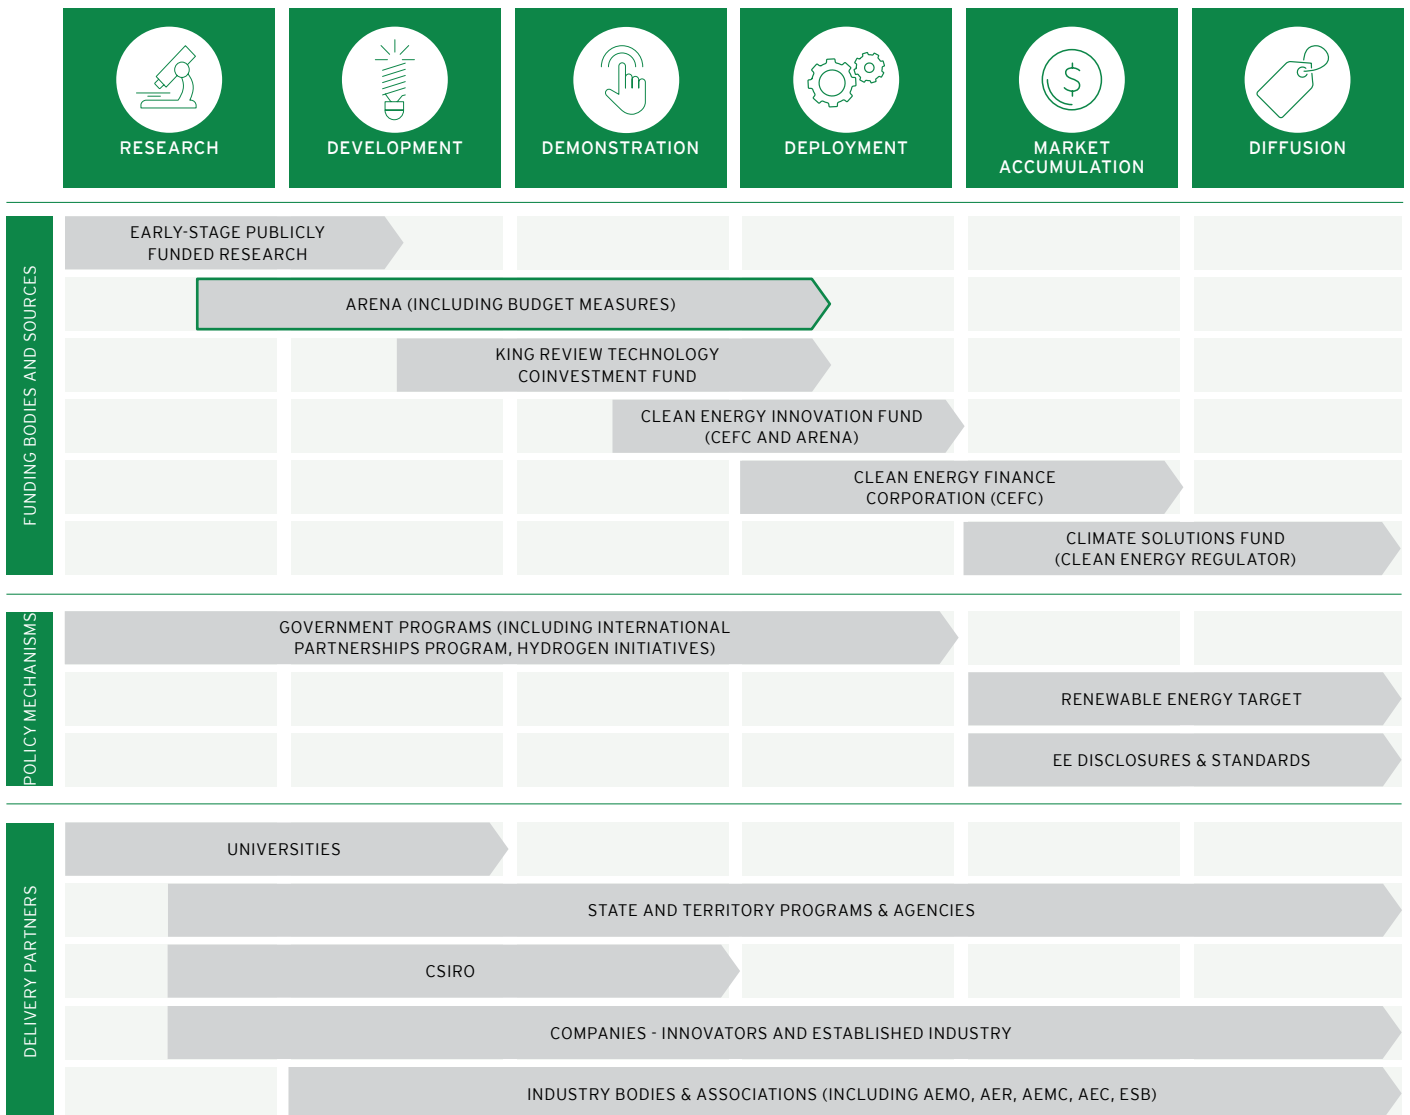 RESEARCH
DEVELOPMENT
DEMONSTRATION
DEPLOYMENT
MARKET
ACCUMULATION
DIFFUSION
FUNDING BODIES AND SOURCES
EARLY-STAGE PUBLICLY
FUNDED RESEARCH
ARENA (INCLUDING BUDGET MEASURES)
KING REVIEW TECHNOLOGY
COINVESTMENT FUND
CLEAN ENERGY INNOVATION FUND
(CEFC AND ARENA)
CLEAN ENERGY FINANCE
CORPORATION (CEFC)
CLIMATE SOLUTIONS FUND
(CLEAN ENERGY REGULATOR)
POLICY MECHANISMS
GOVERNMENT PROGRAMS (INCLUDING INTERNATIONAL
PARTNERSHIPS PROGRAM, HYDROGEN INITIATIVES)
RENEWABLE ENERGY TARGET
EE DISCLOSURES & STANDARDS
DELIVERY PARTNERS
UNIVERSITIES
STATE AND TERRITORY PROGRAMS & AGENCIES
CSIRO
COMPANIES - INNOVATORS AND ESTABLISHED INDUSTRY
INDUSTRY BODIES & ASSOCIATIONS (INCLUDING AEMO, AER, AEMC, AEC, ESB)